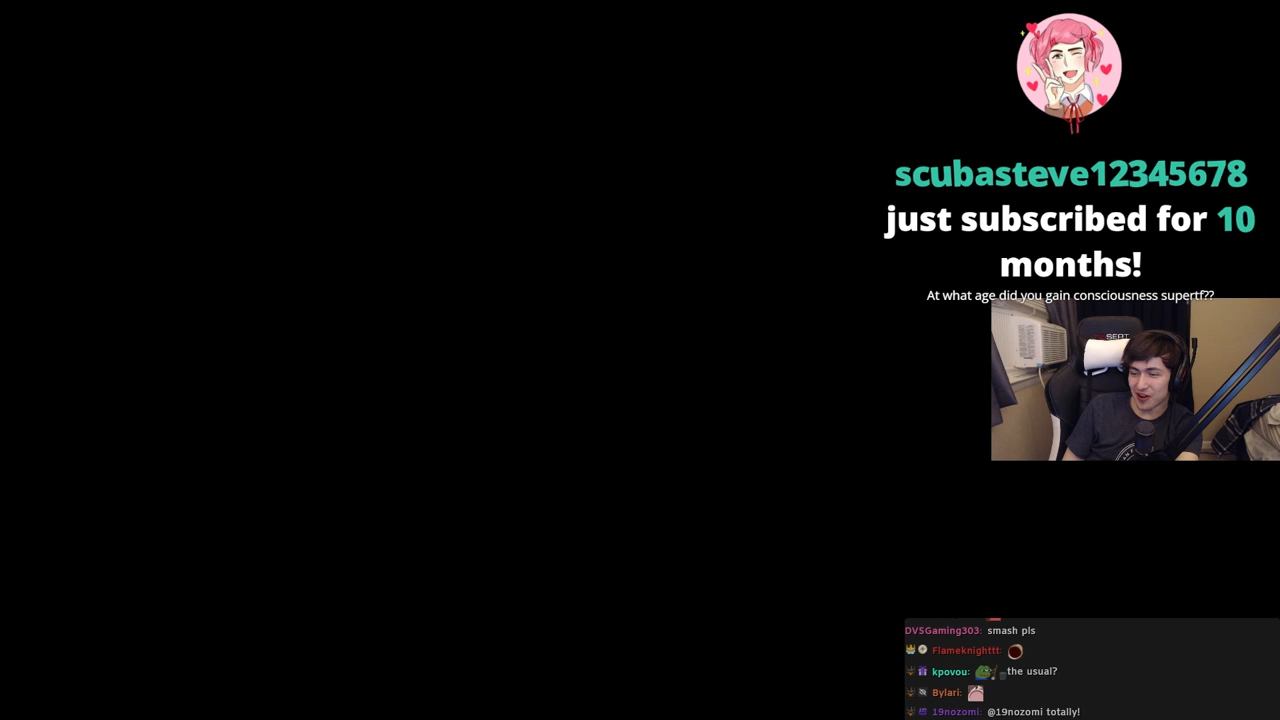 scubasteve12345678
just subscribed for 10
months!
At what age did you gain consciousness supertf??
SEPT
DVSGaming303: smash pls
Flameknighttt:
kpovou: the usual?
Bylari:
19nozomi: @19nozomi totally!